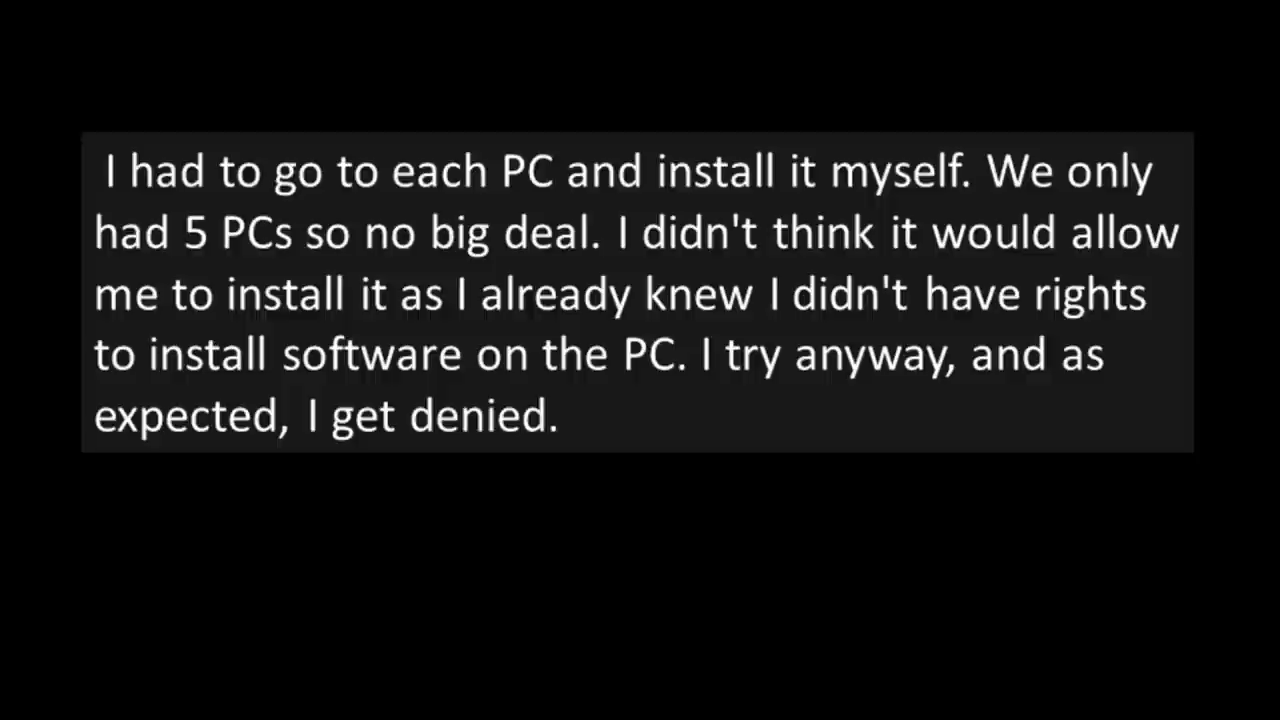 I had to go to each PC and install it myself. We only
had 5 PCs so no big deal. I didn't think it would allow
me to install it as I already knew I didn't have rights
to install software on the PC. I try anyway, and as
expected, I get denied.